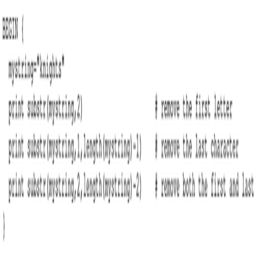 BEGIN {
mystring="knights"
print substr(mystring,2) # remove the first letter
print substr(mystring,1,length(mystring)-1) # remove the last character
print substr(mystring,2,length(mystring)-2) # remove both the first and last
}